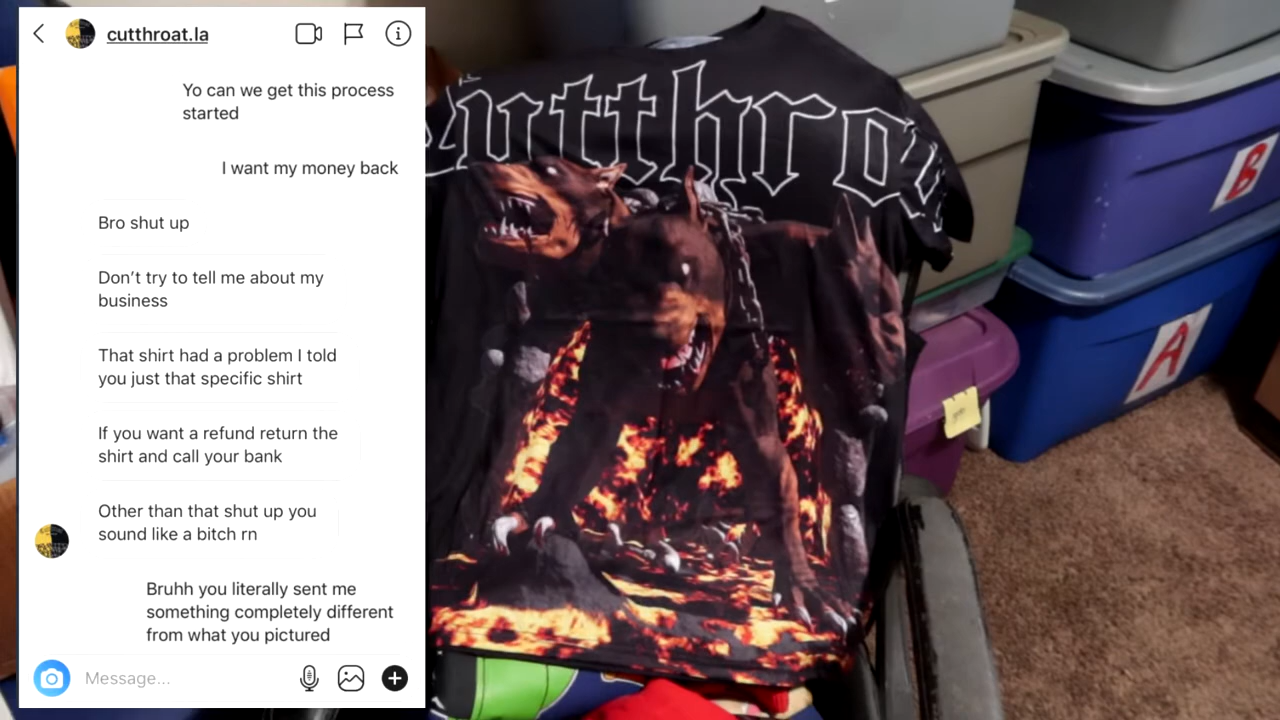 cutthroat.la
Yo can we get this process
started
I want my money back
Bro shut up
Don’t try to tell me about my
business
That shirt had a problem I told
you just that specific shirt
If you want a refund return the
shirt and call your bank
Other than that shut up you
sound like a bitch rn
Bruhh you literally sent me
something completely different
from what you pictured
Message...
Cutthroa
B
A